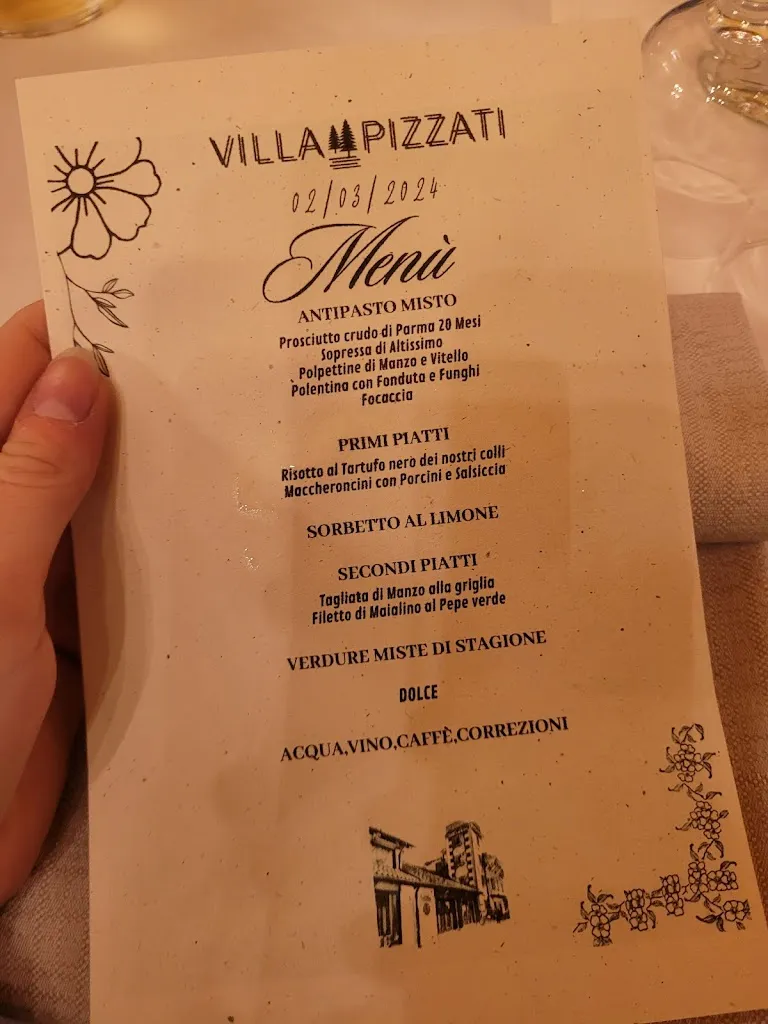 VILLA PIZZATI
02/03/2024
Menù
ANTIPASTO MISTO
Prosciutto crudo di Parma 20 Mesi
Sopressa di Altissimo
Polpettine di Manzo e Vitello
Polentina con Fonduta e Funghi
Focaccia
PRIMI PIATTI
Risotto al Tartufo nero dei nostri colli
Maccheroncini con Porcini e Salsiccia
SORBETTO AL LIMONE
SECONDI PIATTI
Tagliata di Manzo alla griglia
Filetto di Maialino al Pepe verde
VERDURE MISTE DI STAGIONE
DOLCE
ACQUA,VINO,CAFFÈ,CORREZIONI